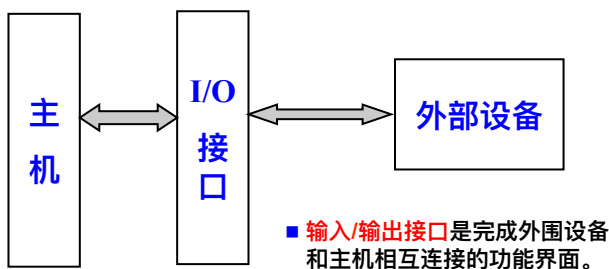 主机
I/O
接口
外部设备
■ 输入/输出接口是完成外围设备
和主机相互连接的功能界面。